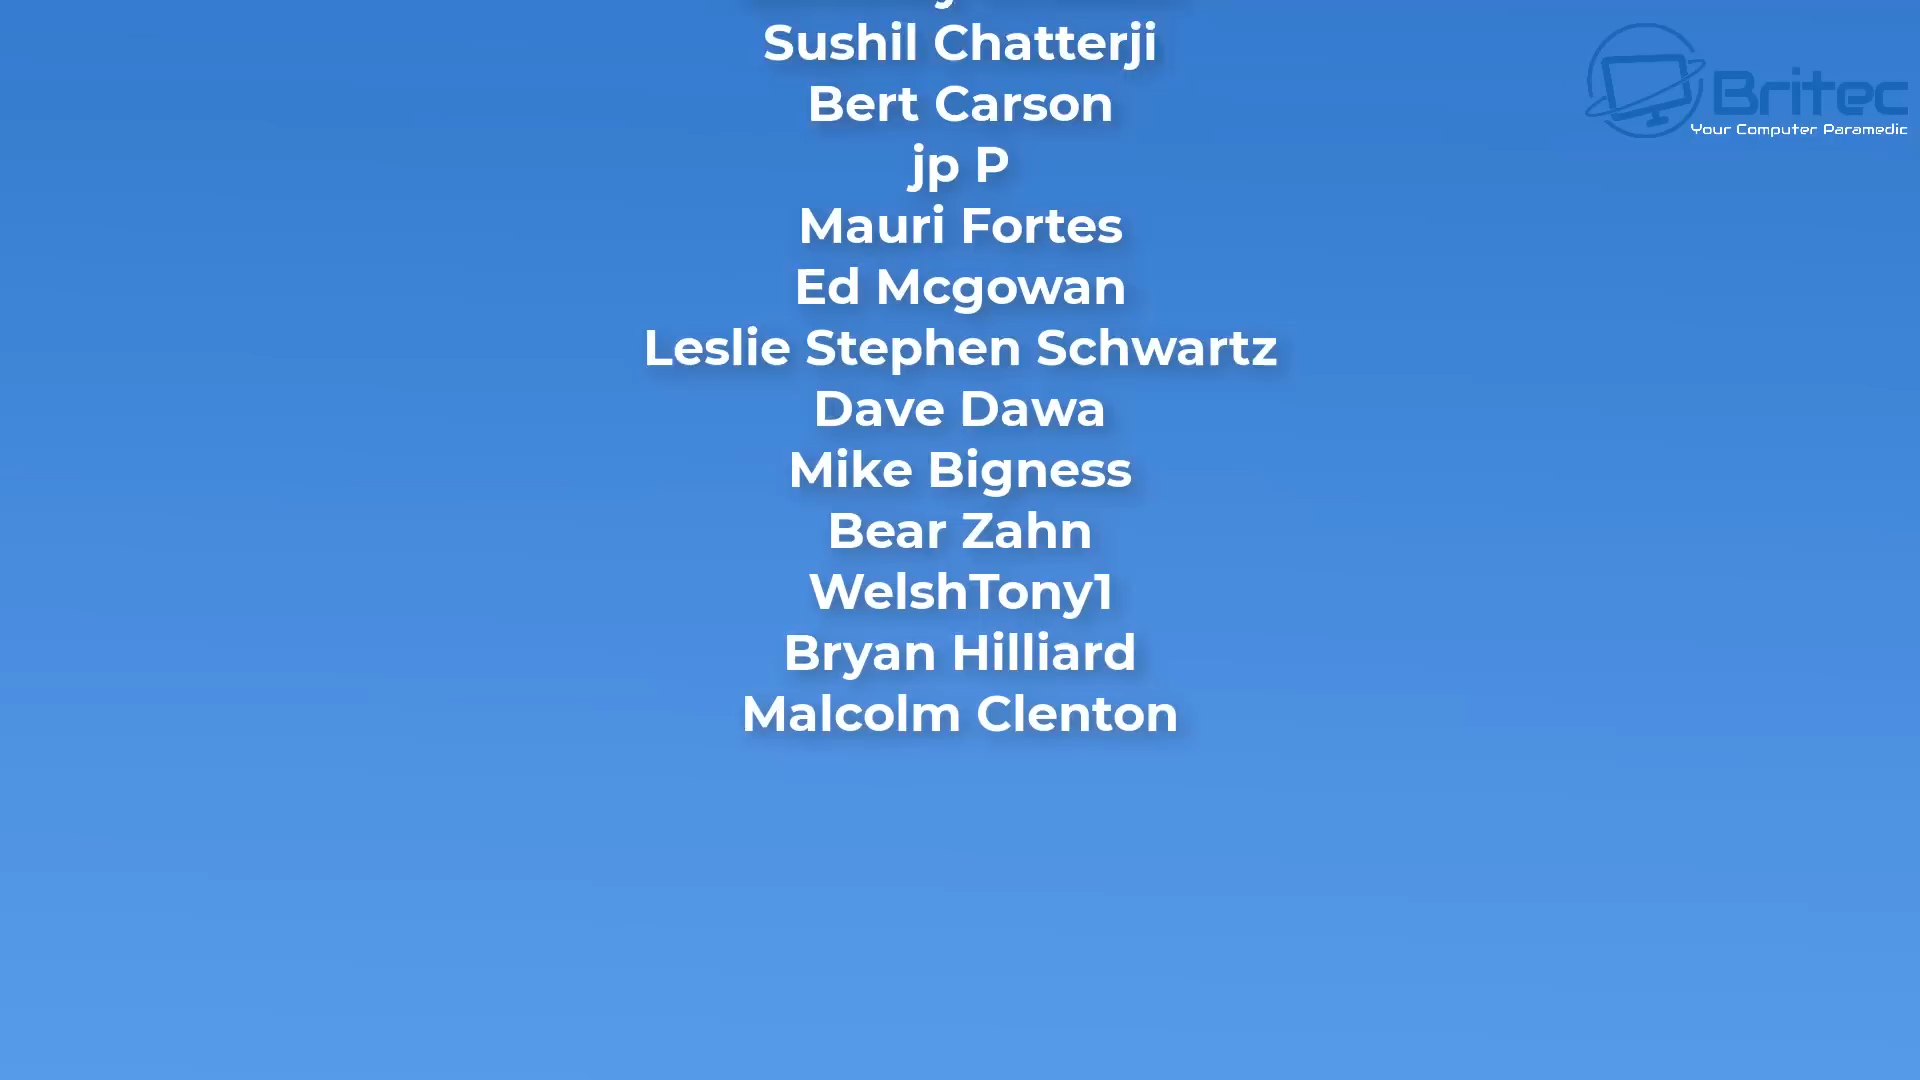 Sushil Chatterji
Bert Carson
jp P
Mauri Fortes
Ed Mcgowan
Leslie Stephen Schwartz
Dave Dawa
Mike Bigness
Bear Zahn
WelshTony1
Bryan Hilliard
Malcolm Clenton
Britec
Your Computer Paramedic